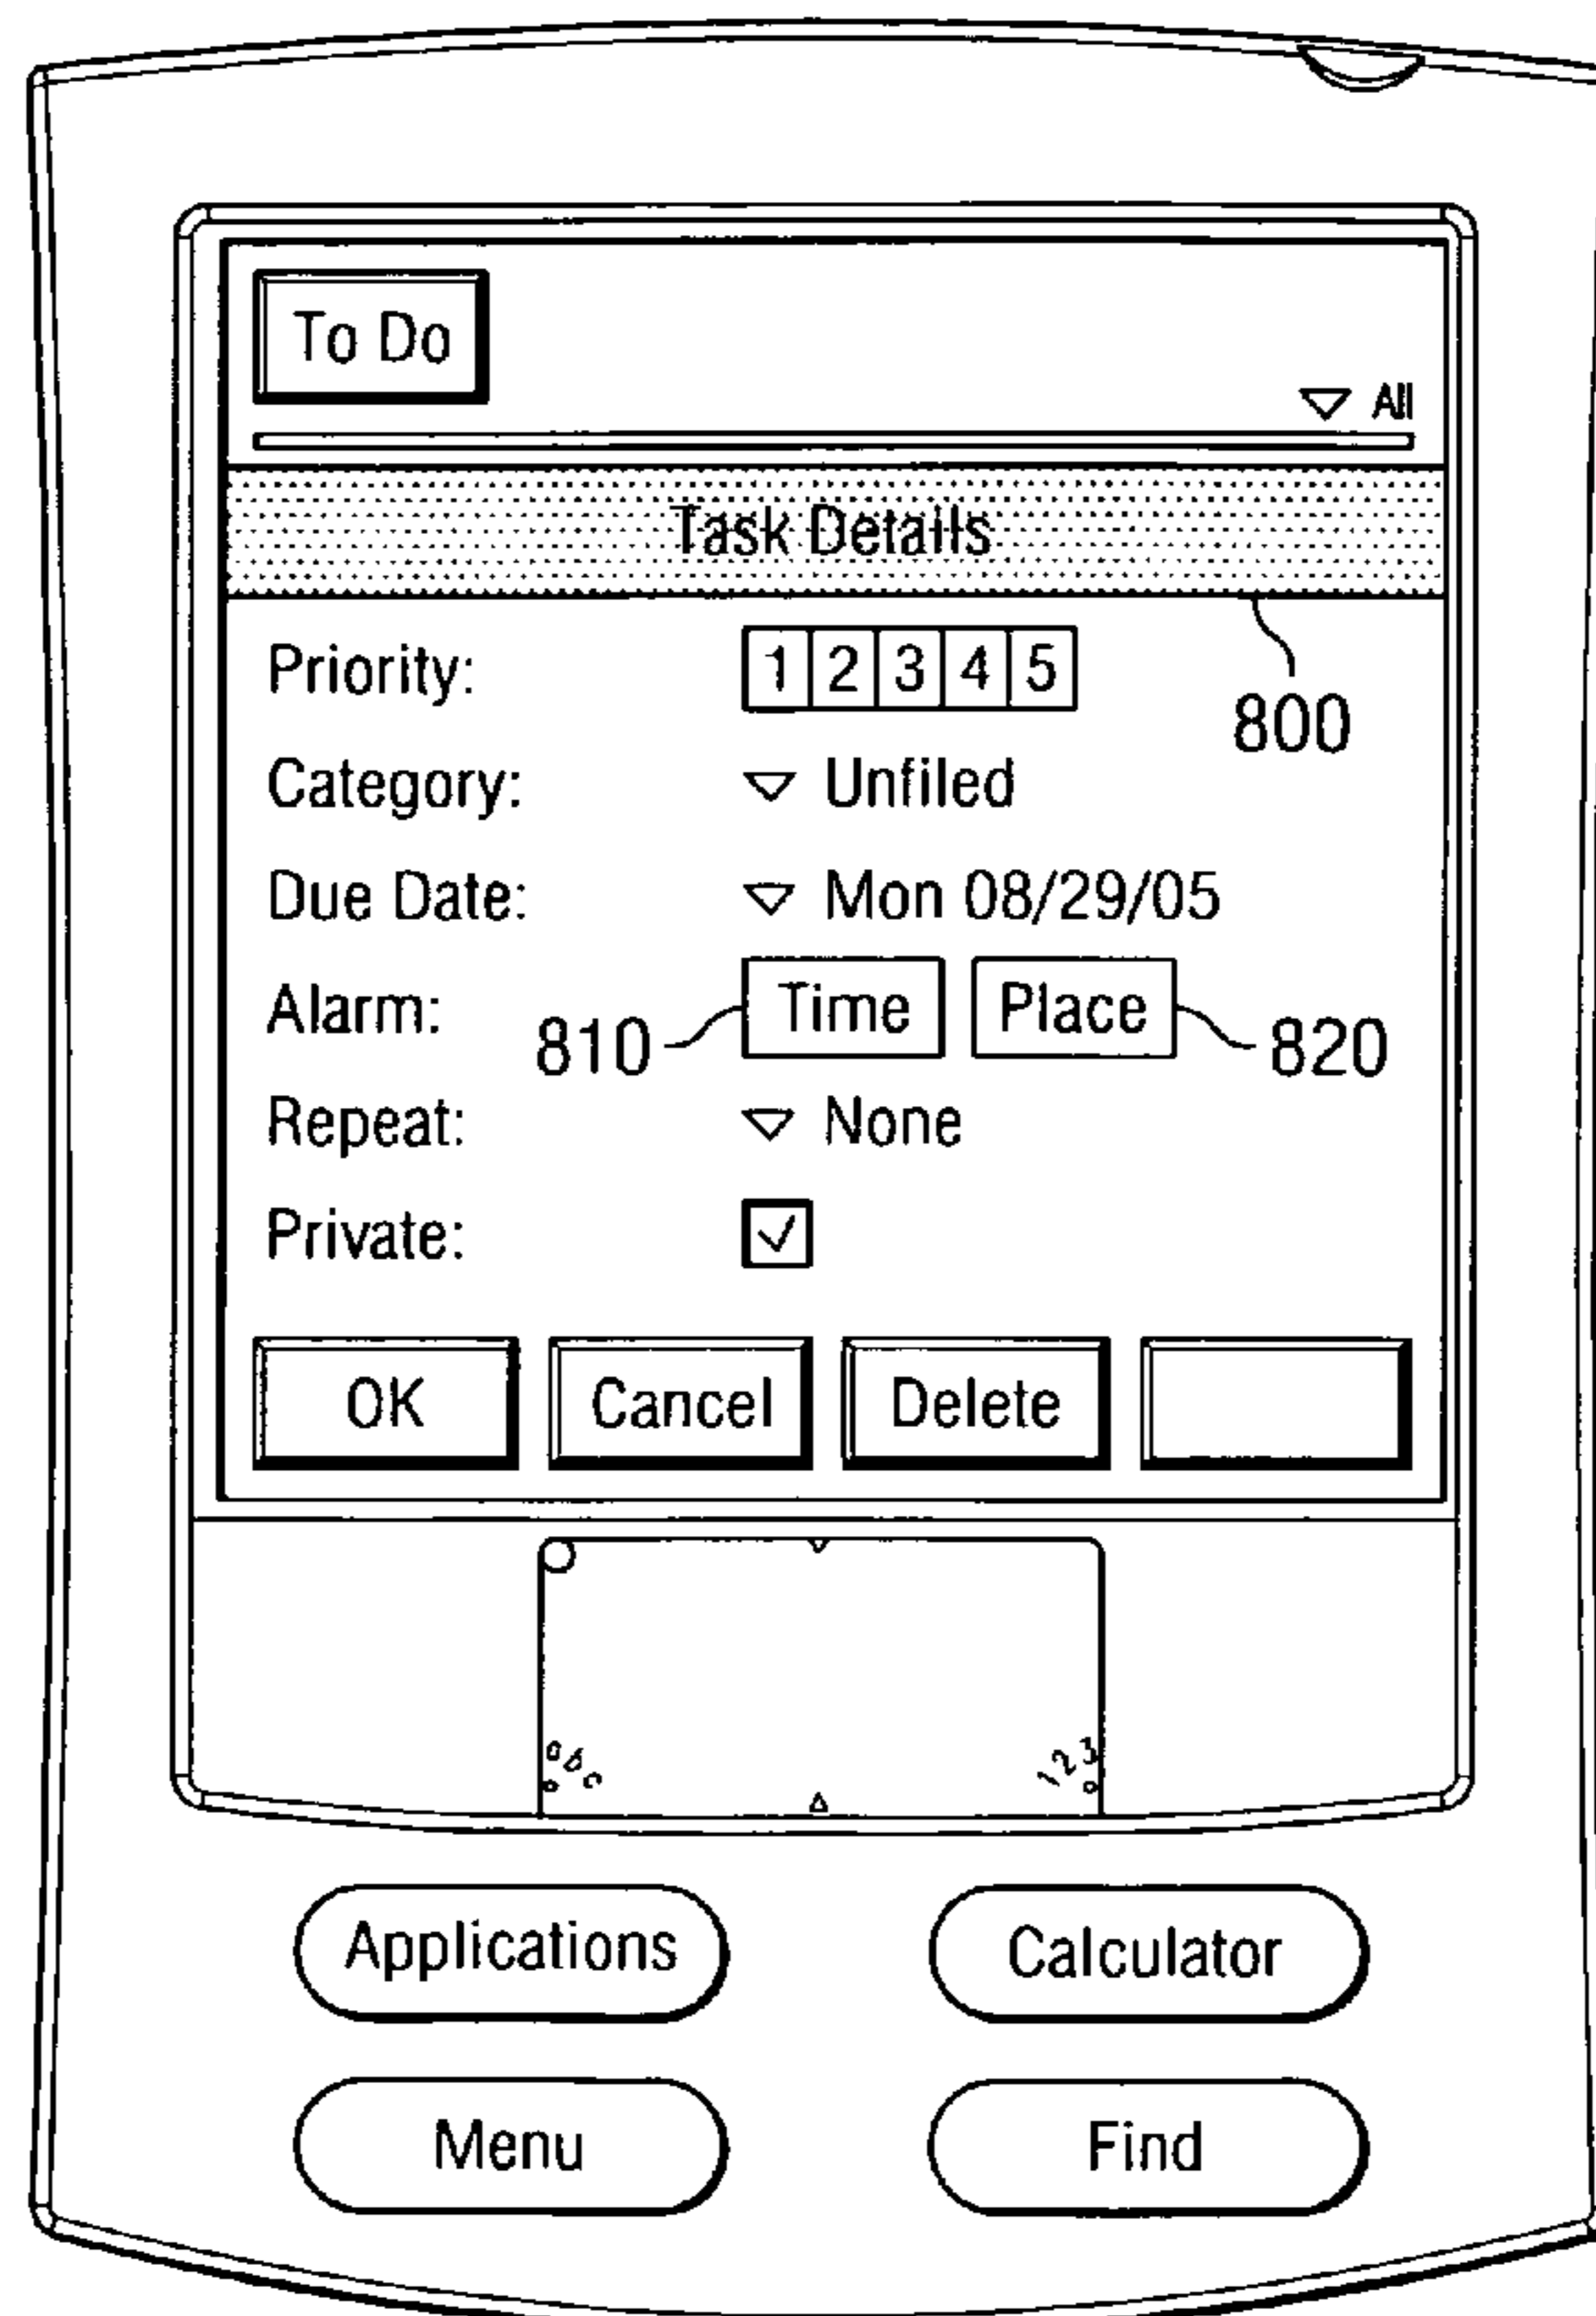 To Do
All
Task Details
Priority: 1 2 3 4 5
800
Category: Unfiled
Due Date: Mon 08/29/05
Alarm: Time Place
810 820
Repeat: None
Private:
OK Cancel Delete
abc 123
Applications Calculator
Menu Find